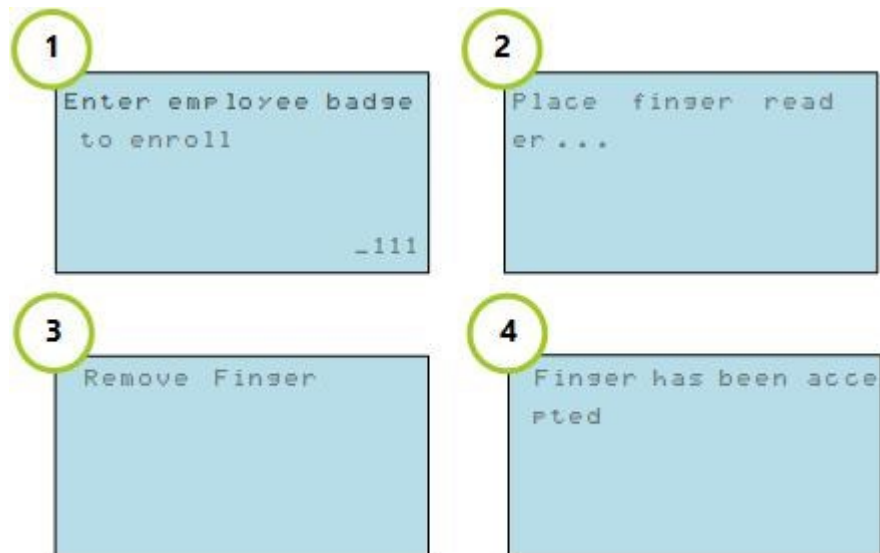 1
Enter employee badge
to enroll
_111
2
Place finger read
er...
3
Remove Finger
4
Finger has been acce
pted